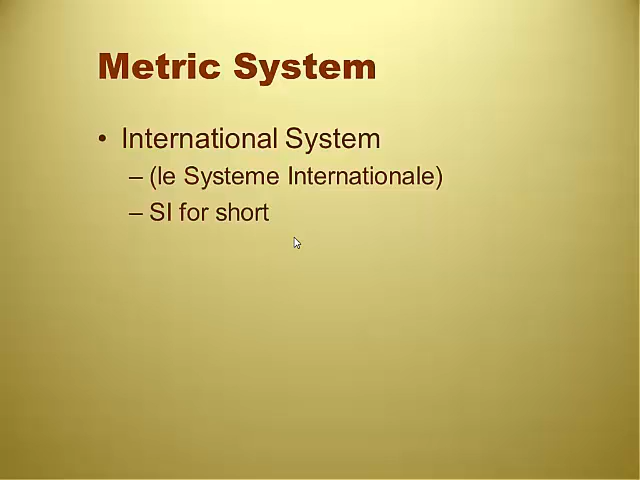 Metric System
• International System
– (le Systeme Internationale)
– SI for short